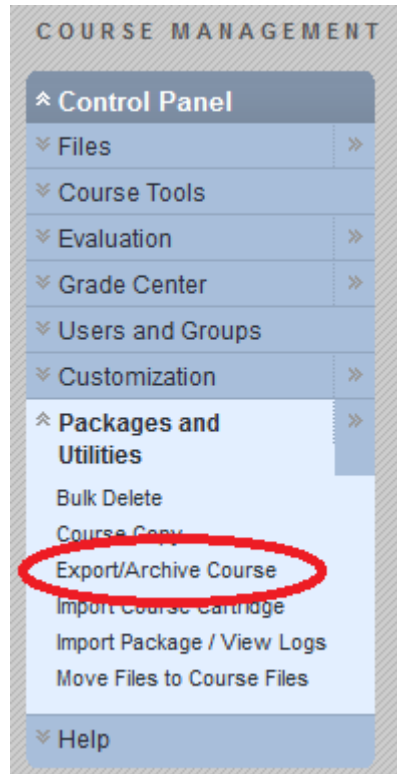 COURSE MANAGEMENT
Control Panel
Files
Course Tools
Evaluation
Grade Center
Users and Groups
Customization
Packages and
Utilities
Bulk Delete
Course Copy
Export/Archive Course
Import Course Cartridge
Import Package / View Logs
Move Files to Course Files
Help